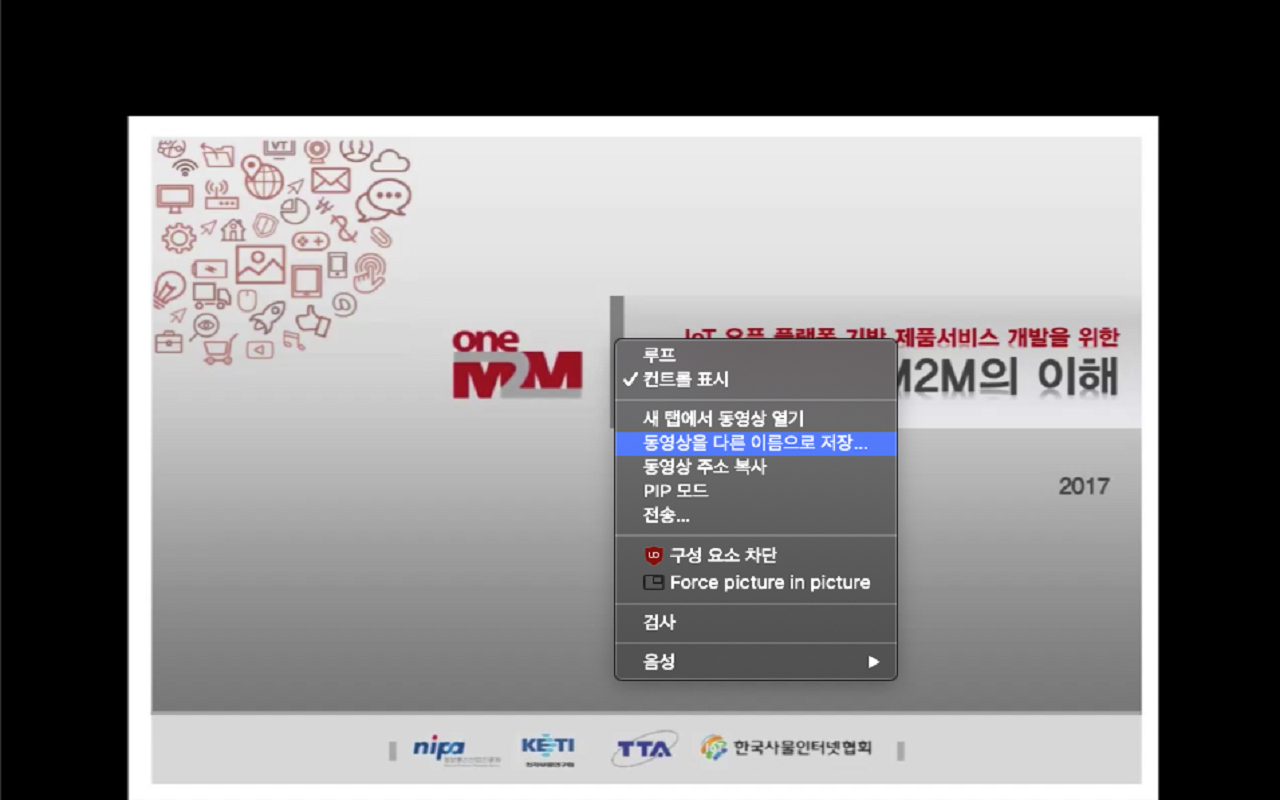 VT
one
M2M
IoT 오픈 플랫폼 기반 제품서비스 개발을 위한
M2M의 이해
2017
루프
✓ 컨트롤 표시
새 탭에서 동영상 열기
동영상을 다른 이름으로 저장...
동영상 주소 복사
PIP 모드
전송...
구성 요소 차단
Force picture in picture
검사
음성
nipa KETI TTA IoT 한국사물인터넷협회